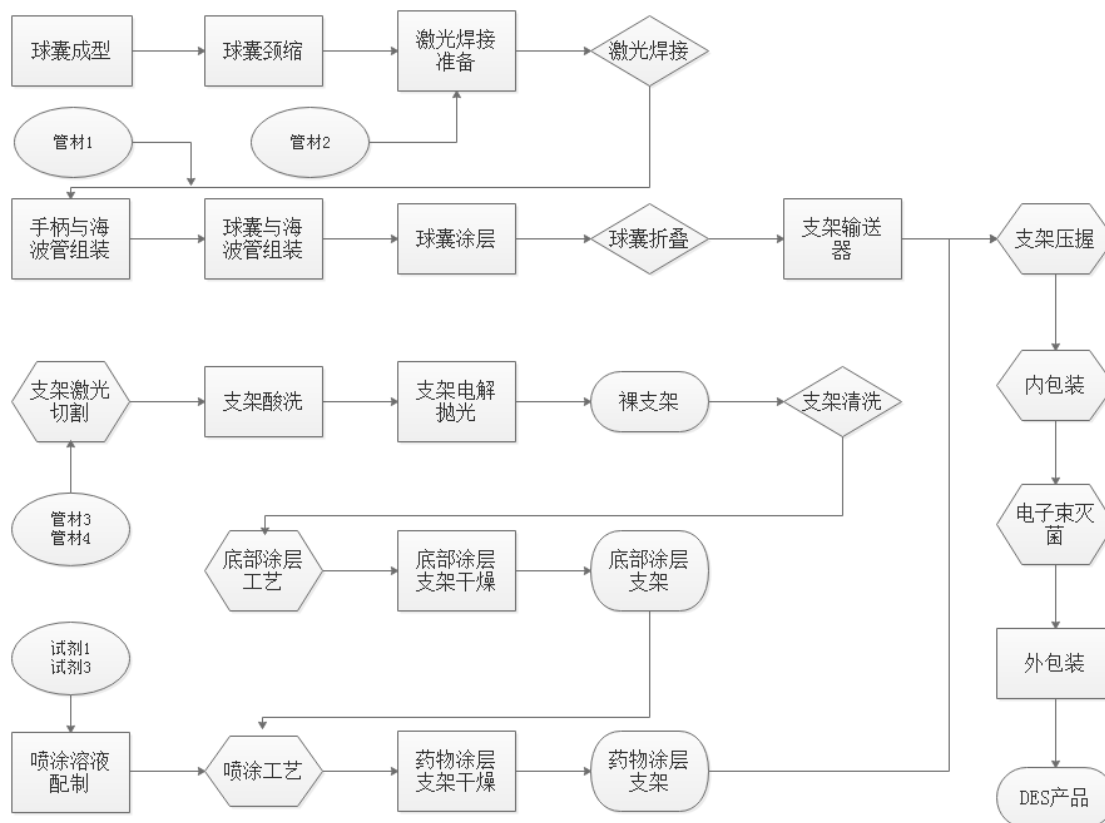 球囊成型
球囊颈缩
激光焊接
准备
激光焊接
管材1
管材2
手柄与海
波管组装
球囊与海
波管组装
球囊涂层
球囊折叠
支架输送
器
支架压握
支架激光
切割
支架酸洗
支架电解
抛光
裸支架
支架清洗
内包装
管材3
管材4
电子束灭
菌
底部涂层
工艺
底部涂层
支架干燥
底部涂层
支架
试剂1
试剂3
外包装
喷涂溶液
配制
喷涂工艺
药物涂层
支架干燥
药物涂层
支架
DES产品